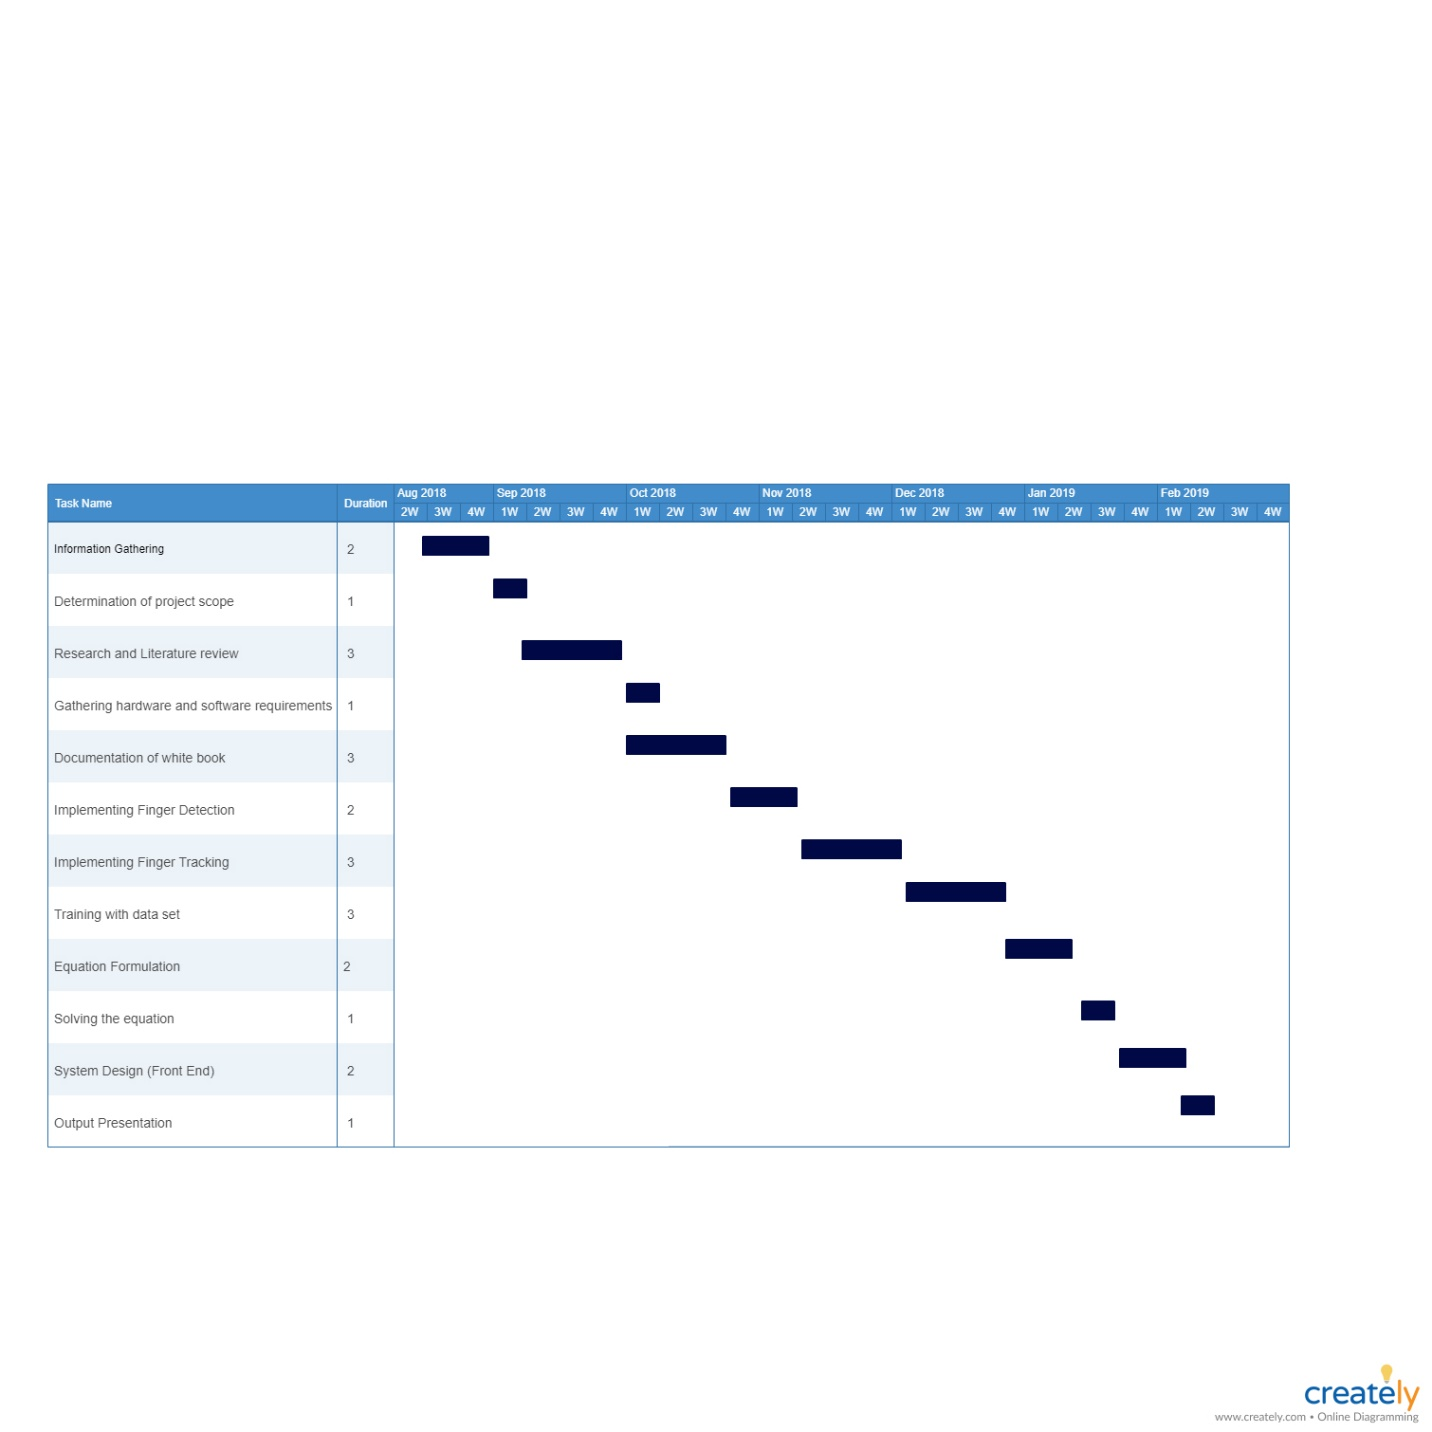 Task Name Duration Aug 2018 Sep 2018 Oct 2018 Nov 2018 Dec 2018 Jan 2019 Feb 2019
2W 3W 4W 1W 2W 3W 4W 1W 2W 3W 4W 1W 2W 3W 4W 1W 2W 3W 4W 1W 2W 3W 4W 1W 2W 3W 4W
Information Gathering 2
Determination of project scope 1
Research and Literature review 3
Gathering hardware and software requirements 1
Documentation of white book 3
Implementing Finger Detection 2
Implementing Finger Tracking 3
Training with data set 3
Equation Formulation 2
Solving the equation 1
System Design (Front End) 2
Output Presentation 1
creately
www.creately.com • Online Diagramming